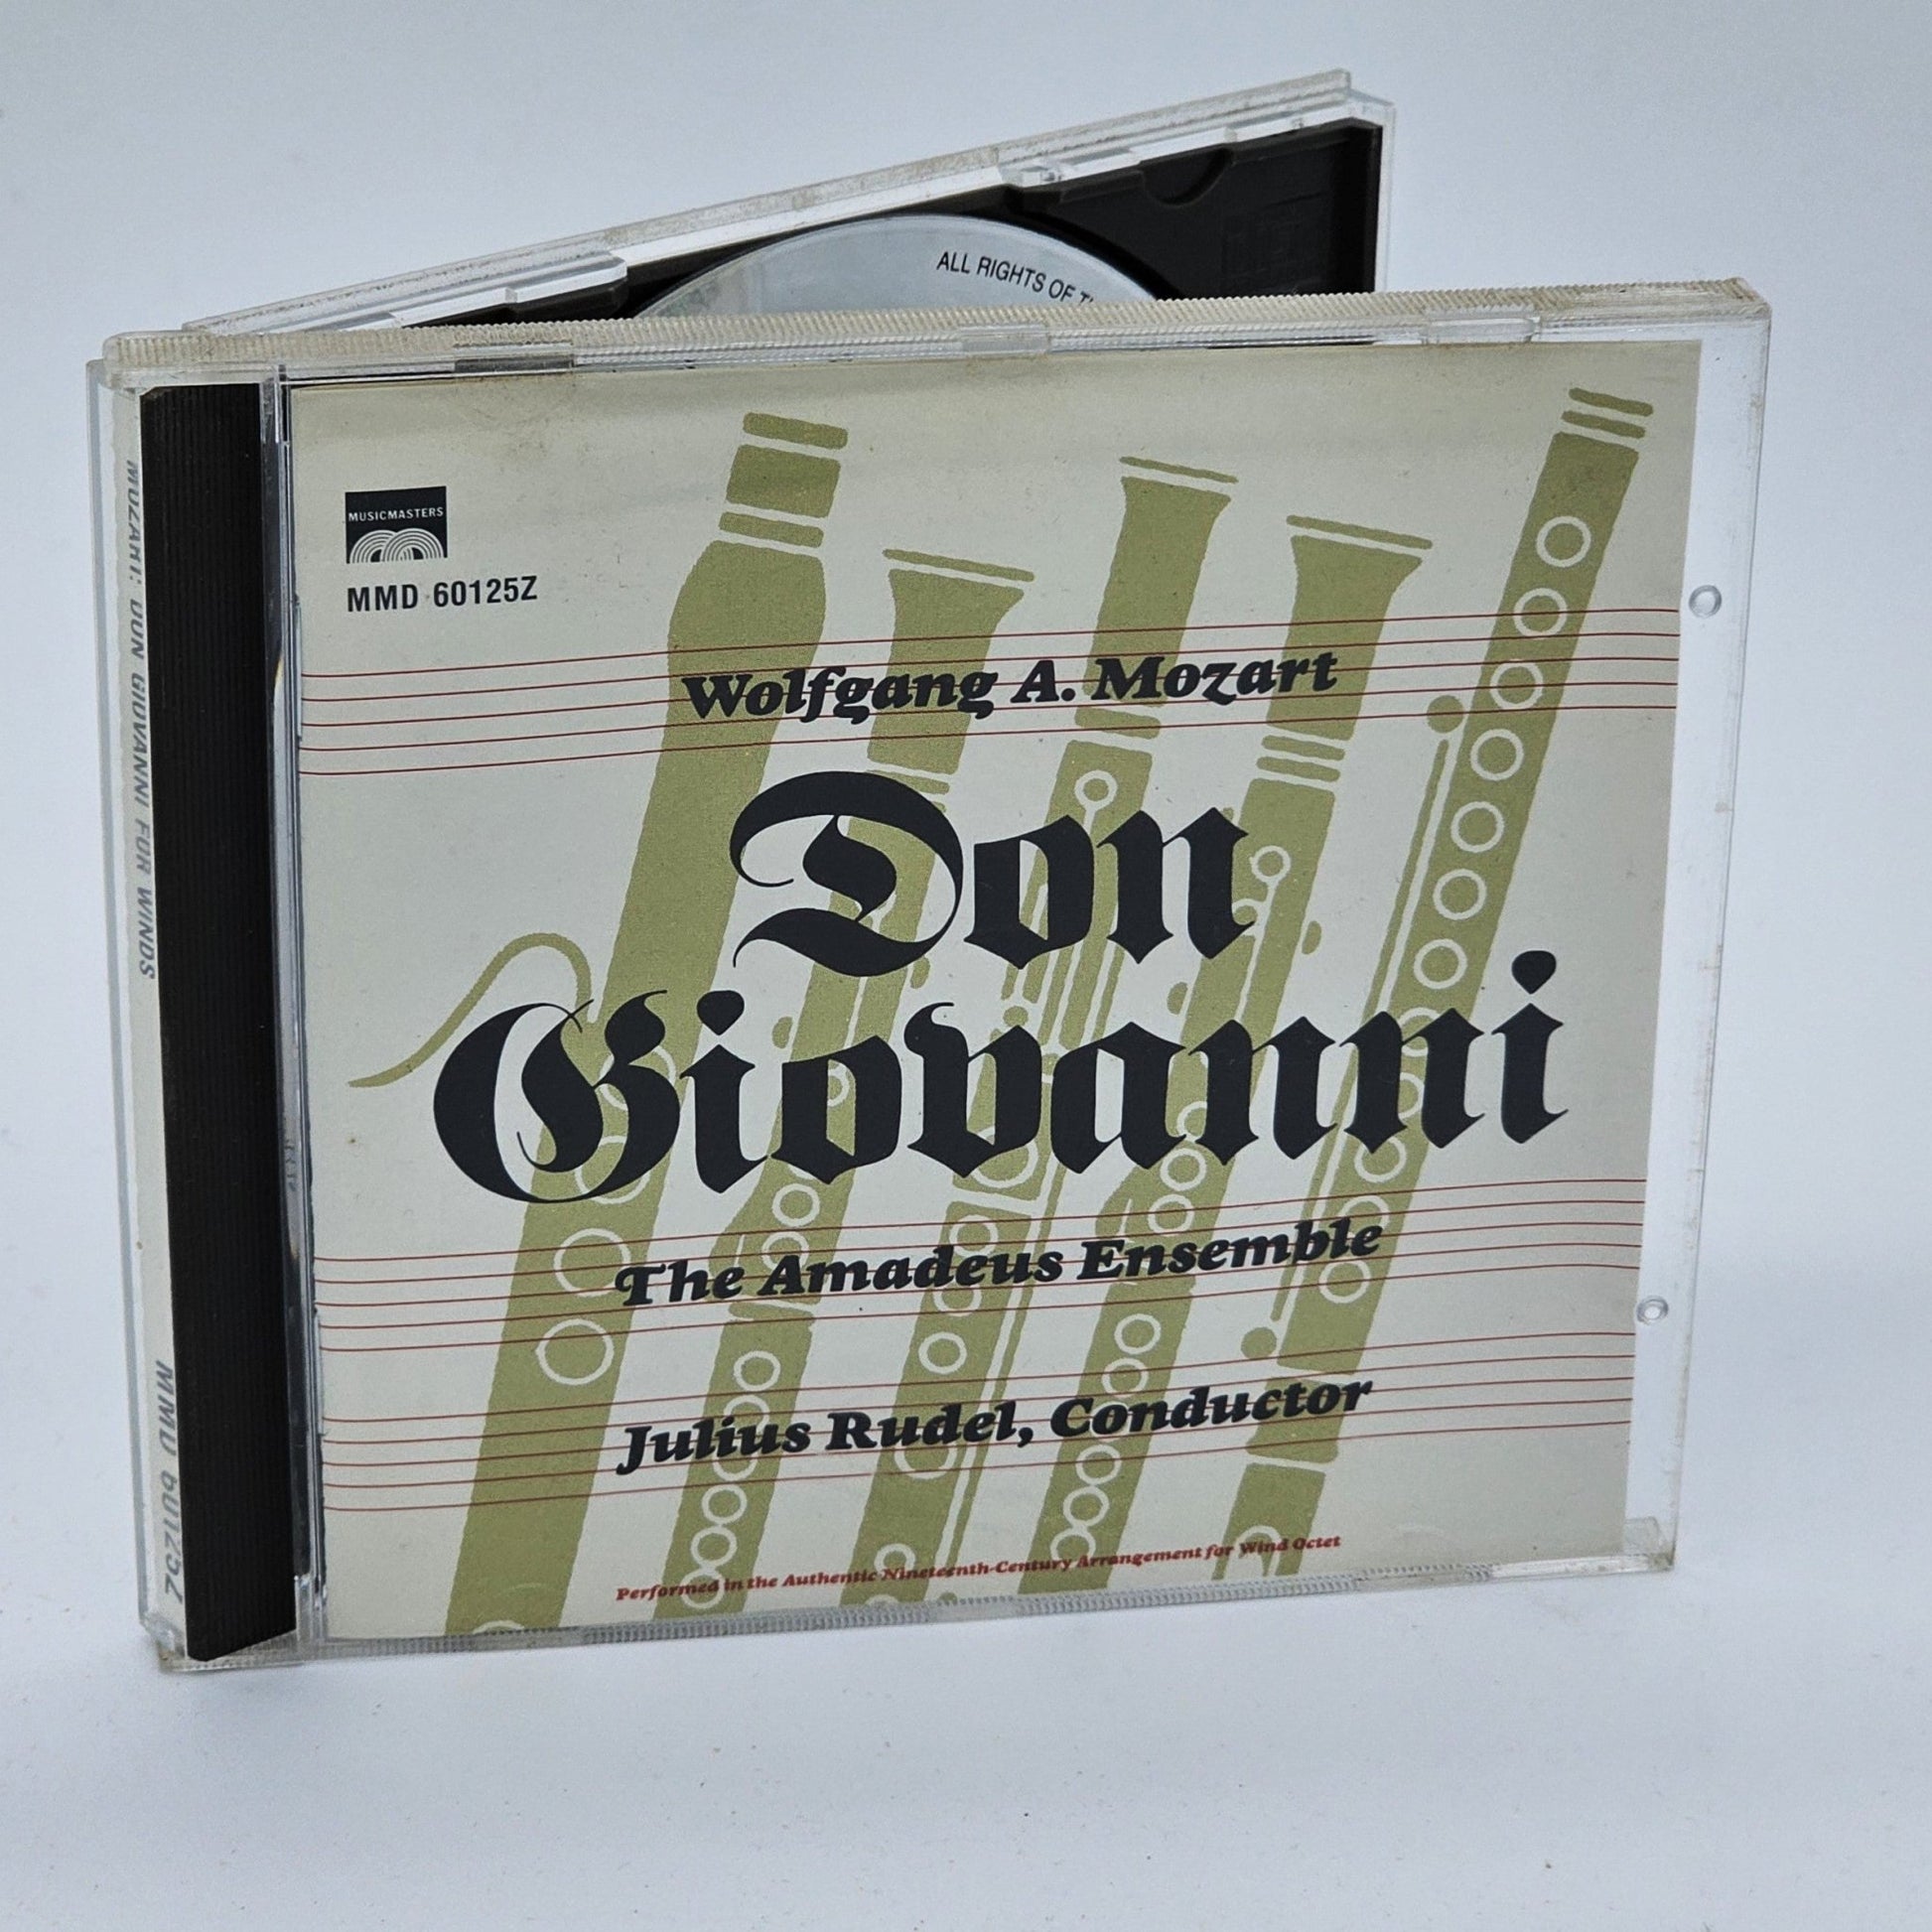 ALL RIGHTS OF
MUSICMASTERS
MMD 60125Z
Wolfgang A. Mozart
Don
Giovanni
The Amadeus Ensemble
Julius Rudel, Conductor
Performed in the Authentic Nineteenth-Century Arrangement for Wind Octet
MOZART: DON GIOVANNI FOR WINDS
MMD 60125Z